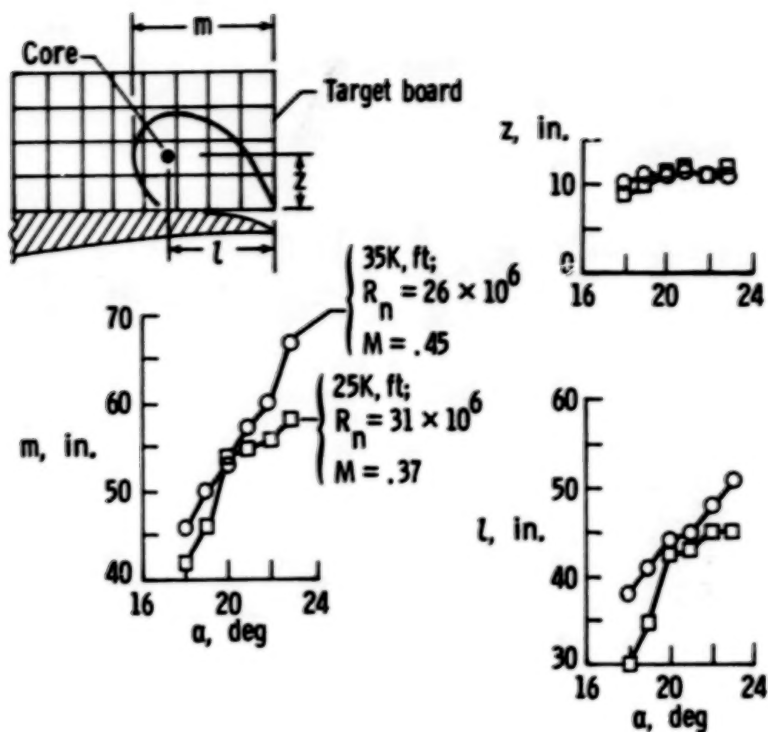 m
Core
Target board
z
l
z, in.
10
0
16 20 24
35K, ft;
R_n = 26 × 10^6
M = .45
25K, ft;
R_n = 31 × 10^6
M = .37
70
60
m, in.
50
40
16 20 24
α, deg
60
50
l, in.
40
30
16 20 24
α, deg